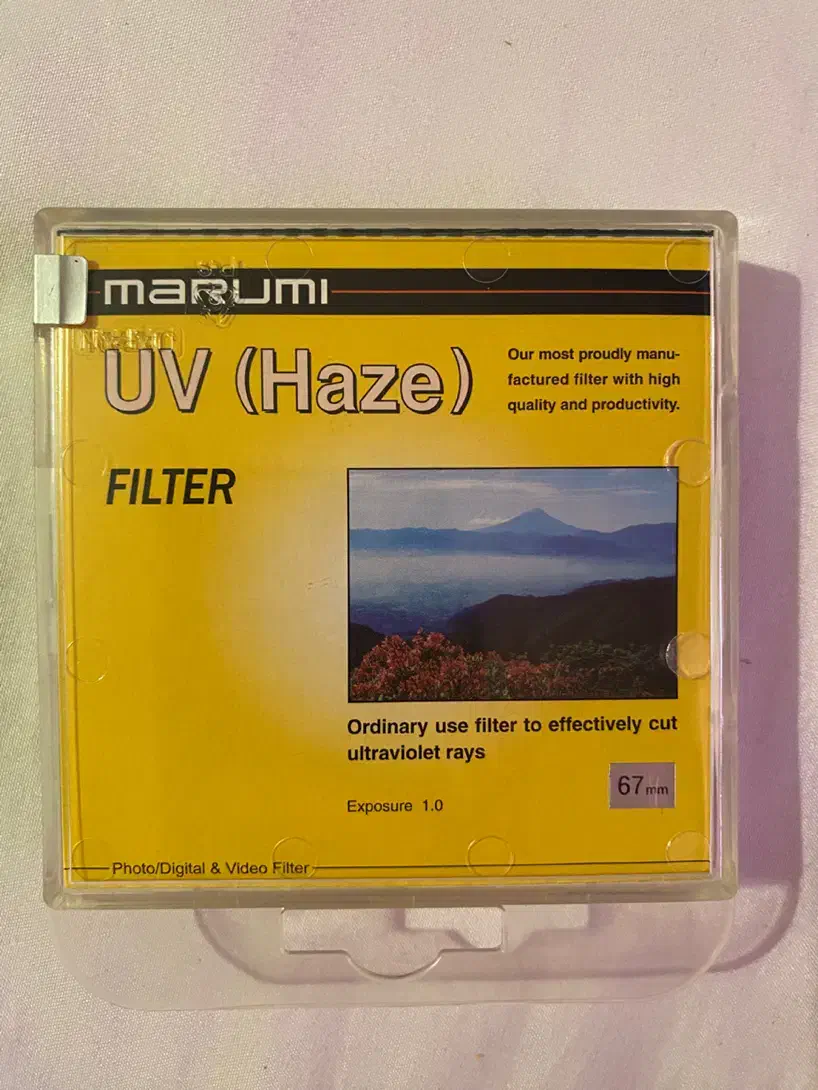 marumi
UV (Haze)
Our most proudly manu-
factured filter with high
quality and productivity.
FILTER
Ordinary use filter to effectively cut
ultraviolet rays
67mm
Exposure 1.0
Photo/Digital & Video Filter